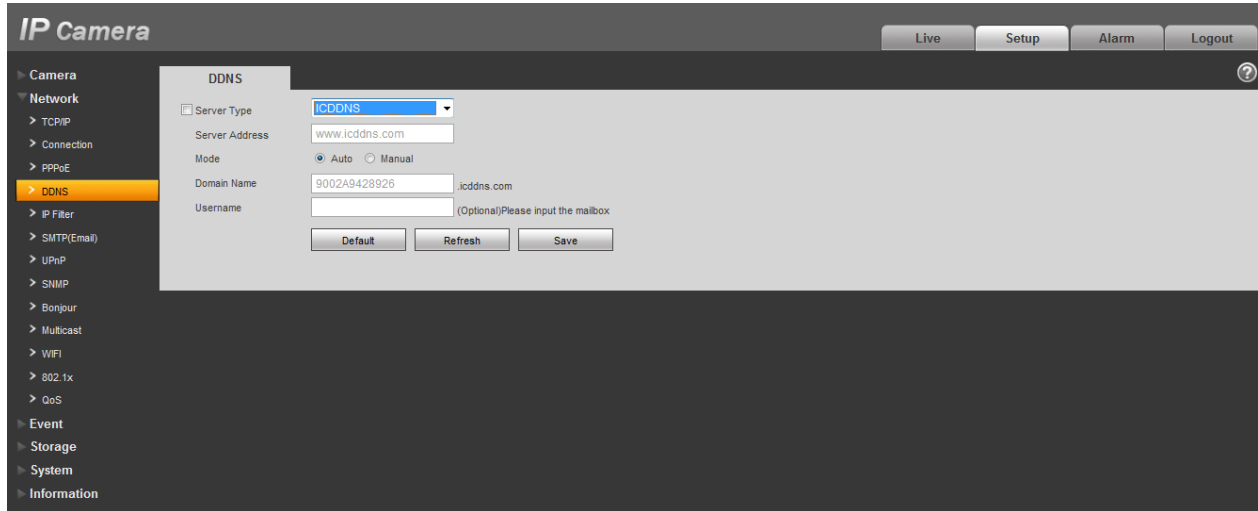 IP Camera
Live Setup Alarm Logout
Camera
Network
TCP/IP
Connection
PPPoE
DDNS
IP Filter
SMTP(Email)
UPnP
SNMP
Bonjour
Multicast
WIFI
802.1x
QoS
Event
Storage
System
Information
DDNS
?
Server Type ICDDNS
Server Address www.icddns.com
Mode Auto Manual
Domain Name 9002A9428926 .icddns.com
Username (Optional)Please input the mailbox
Default Refresh Save